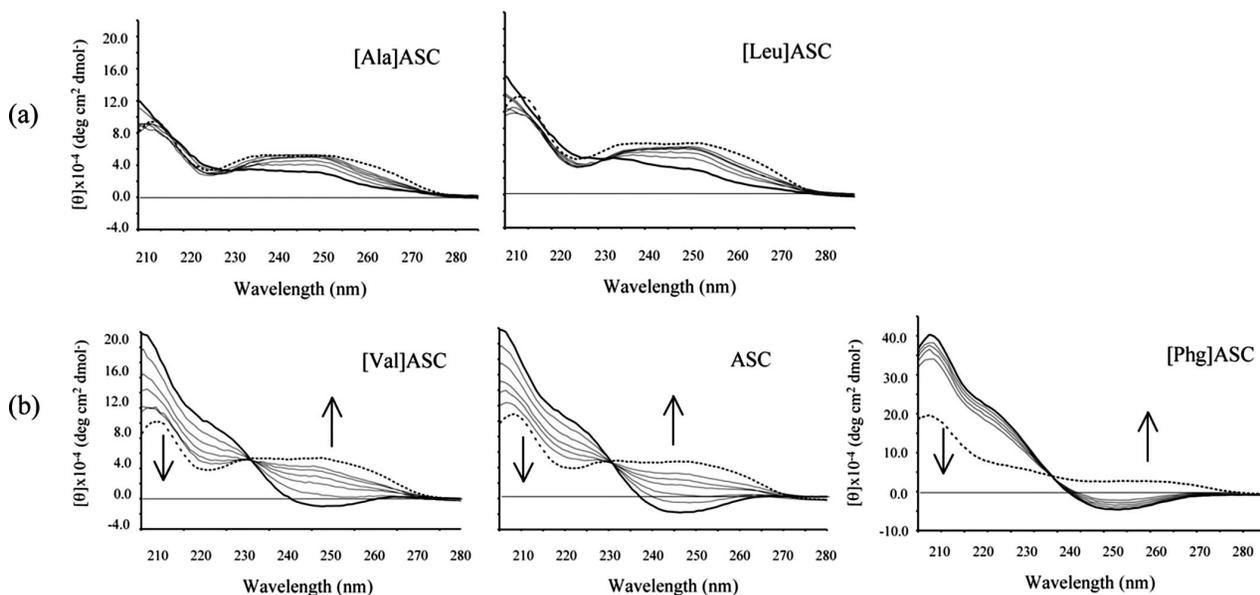 (a)
[Ala]ASC
[θ]x10⁻⁴ (deg cm² dmol·)
20.0
16.0
12.0
8.0
4.0
0.0
-4.0
210 220 230 240 250 260 270 280
Wavelength (nm)
[Leu]ASC
210 220 230 240 250 260 270 280
Wavelength (nm)
(b)
[Val]ASC
[θ]x10⁻⁴ (deg cm² dmol·)
20.0
16.0
12.0
8.0
4.0
0.0
-4.0
210 220 230 240 250 260 270 280
Wavelength (nm)
ASC
210 220 230 240 250 260 270 280
Wavelength (nm)
[Phg]ASC
[θ]x10⁻⁴ (deg cm² dmol·)
40.0
30.0
20.0
10.0
0.0
-10.0
210 220 230 240 250 260 270 280
Wavelength (nm)